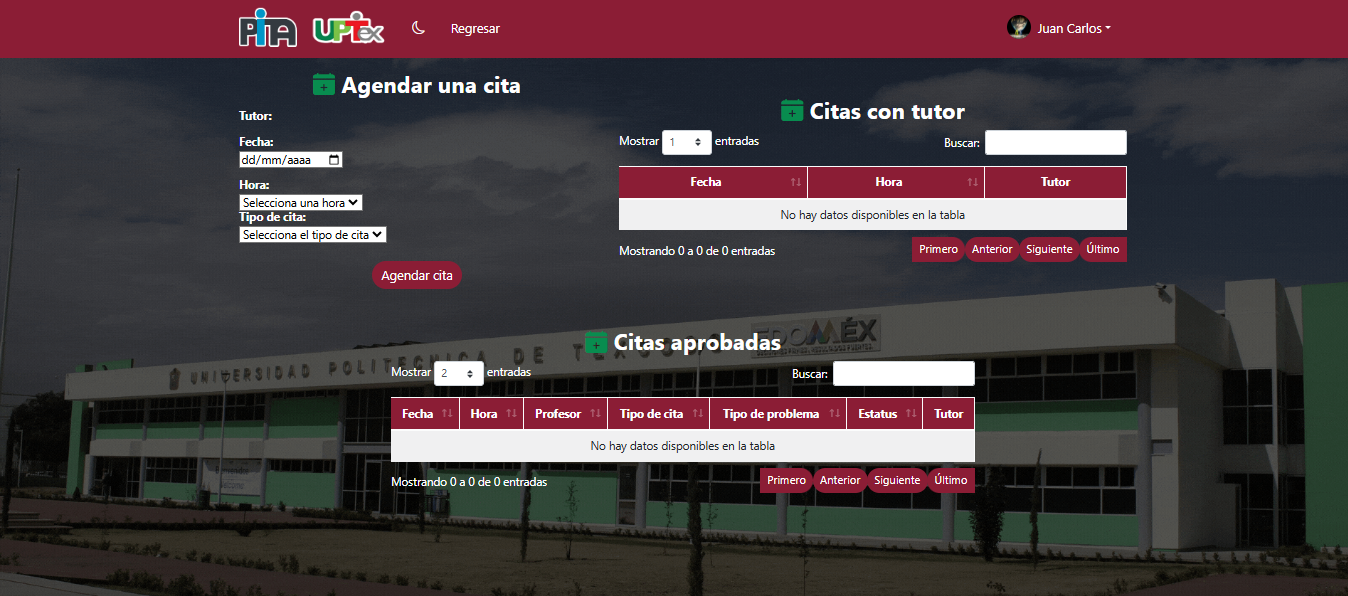 PiTA UPTex Regresar Juan Carlos
Agendar una cita
Tutor:
Fecha:
dd/mm/aaaa
Hora:
Selecciona una hora
Tipo de cita:
Selecciona el tipo de cita
Agendar cita
Citas con tutor
Mostrar 1 entradas Buscar:
Fecha Hora Tutor
No hay datos disponibles en la tabla
Mostrando 0 a 0 de 0 entradas Primero Anterior Siguiente Último
EDOMÉX
UNIVERSIDAD POLITECNICA DE TEXCOCO
Citas aprobadas
Mostrar 2 entradas Buscar:
Fecha Hora Profesor Tipo de cita Tipo de problema Estatus Tutor
No hay datos disponibles en la tabla
Mostrando 0 a 0 de 0 entradas Primero Anterior Siguiente Último